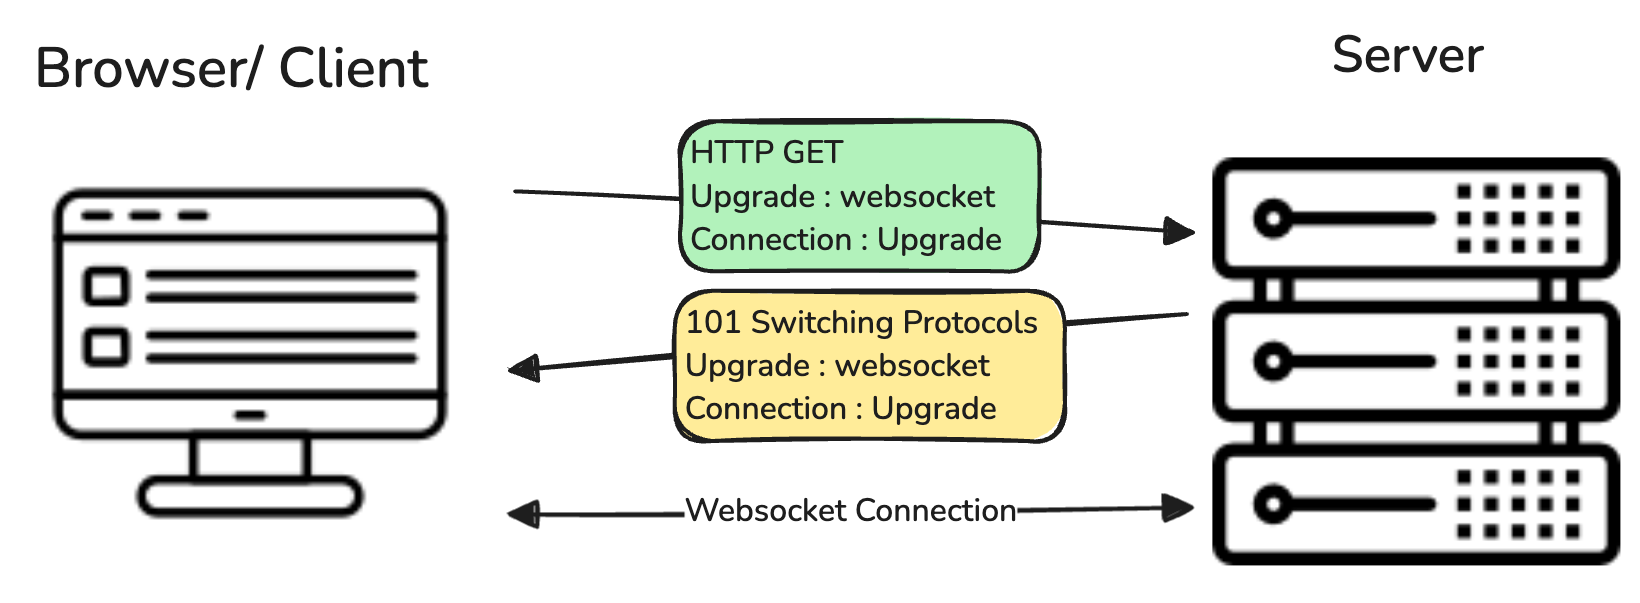 Browser/ Client
Server
HTTP GET
Upgrade : websocket
Connection : Upgrade
101 Switching Protocols
Upgrade : websocket
Connection : Upgrade
Websocket Connection